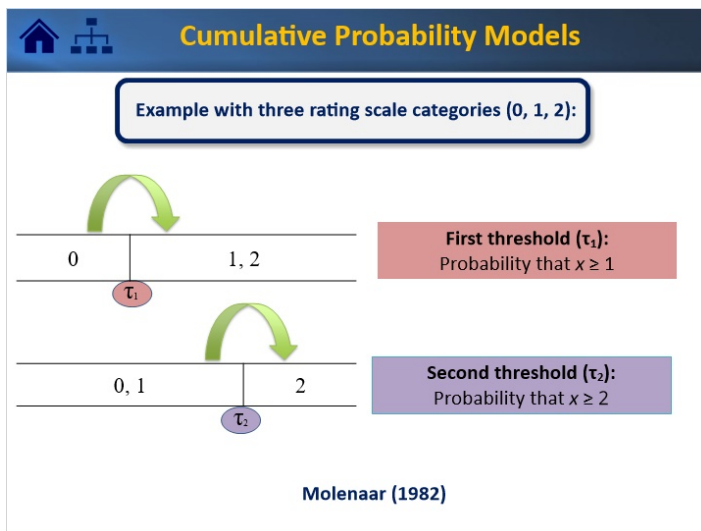 Cumulative Probability Models
Example with three rating scale categories (0, 1, 2):
0
1, 2
τ₁
First threshold (τ₁):
Probability that x ≥ 1
0, 1
2
τ₂
Second threshold (τ₂):
Probability that x ≥ 2
Molenaar (1982)